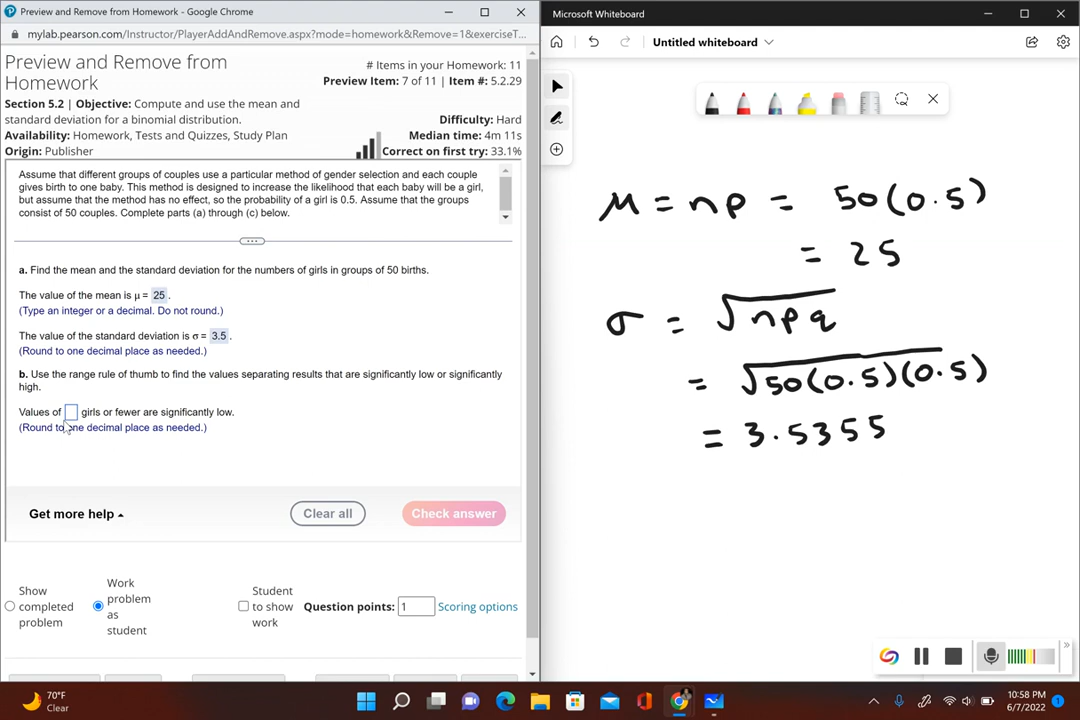 Preview and Remove from Homework - Google Chrome
mylab.pearson.com/Instructor/PlayerAddAndRemove.aspx?mode=homework&Remove=1&exerciseT...
Preview and Remove from
Homework
# Items in your Homework: 11
Preview Item: 7 of 11 | Item #: 5.2.29
Section 5.2 | Objective: Compute and use the mean and
standard deviation for a binomial distribution.
Availability: Homework, Tests and Quizzes, Study Plan
Origin: Publisher
Difficulty: Hard
Median time: 4m 11s
Correct on first try: 33.1%
Assume that different groups of couples use a particular method of gender selection and each couple
gives birth to one baby. This method is designed to increase the likelihood that each baby will be a girl,
but assume that the method has no effect, so the probability of a girl is 0.5. Assume that the groups
consist of 50 couples. Complete parts (a) through (c) below.
a. Find the mean and the standard deviation for the numbers of girls in groups of 50 births.
The value of the mean is μ = 25 .
(Type an integer or a decimal. Do not round.)
The value of the standard deviation is σ = 3.5 .
(Round to one decimal place as needed.)
b. Use the range rule of thumb to find the values separating results that are significantly low or significantly
high.
Values of girls or fewer are significantly low.
(Round to one decimal place as needed.)
Get more help
Clear all
Check answer
Show
completed
problem
Work
problem
as
student
Student
to show
work
Question points: 1
Scoring options
70°F
Clear
Microsoft Whiteboard
Untitled whiteboard
μ = np = 50(0.5)
= 25
σ = √npq
= √50(0.5)(0.5)
= 3.5355
10:58 PM
6/7/2022